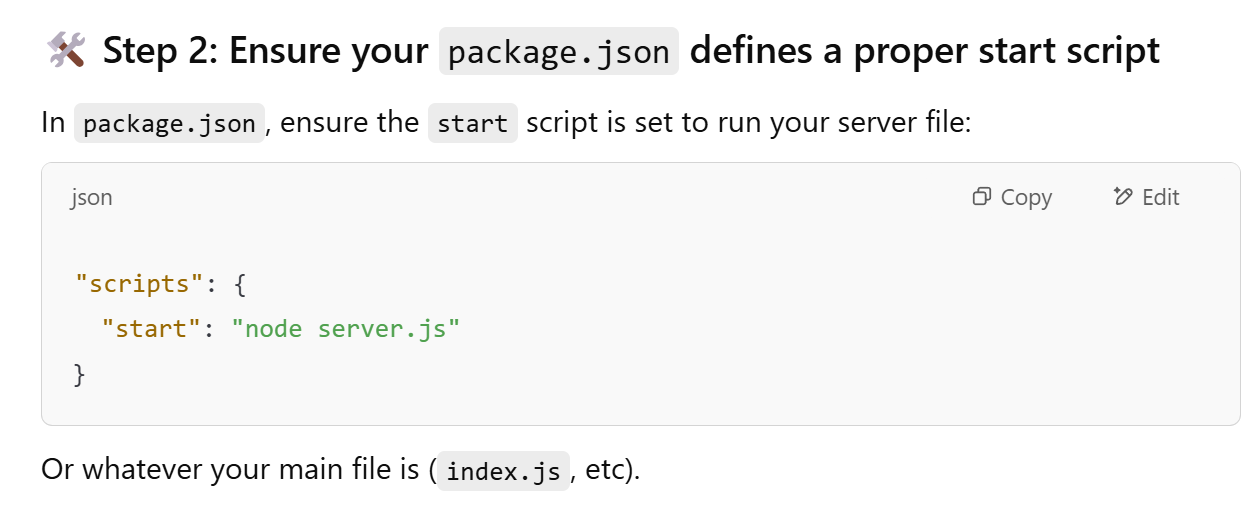 🛠️ Step 2: Ensure your package.json defines a proper start script
In package.json, ensure the start script is set to run your server file:
json Copy Edit
"scripts": {
  "start": "node server.js"
}
Or whatever your main file is (index.js, etc).